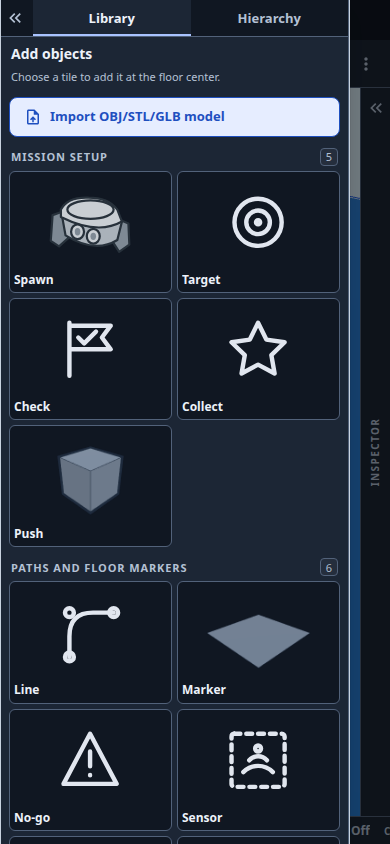 Library
Hierarchy
Add objects
Choose a tile to add it at the floor center.
Import OBJ/STL/GLB model
MISSION SETUP
5
Spawn
Target
Check
Collect
Push
PATHS AND FLOOR MARKERS
6
Line
Marker
No-go
Sensor
INSPECTOR
Off